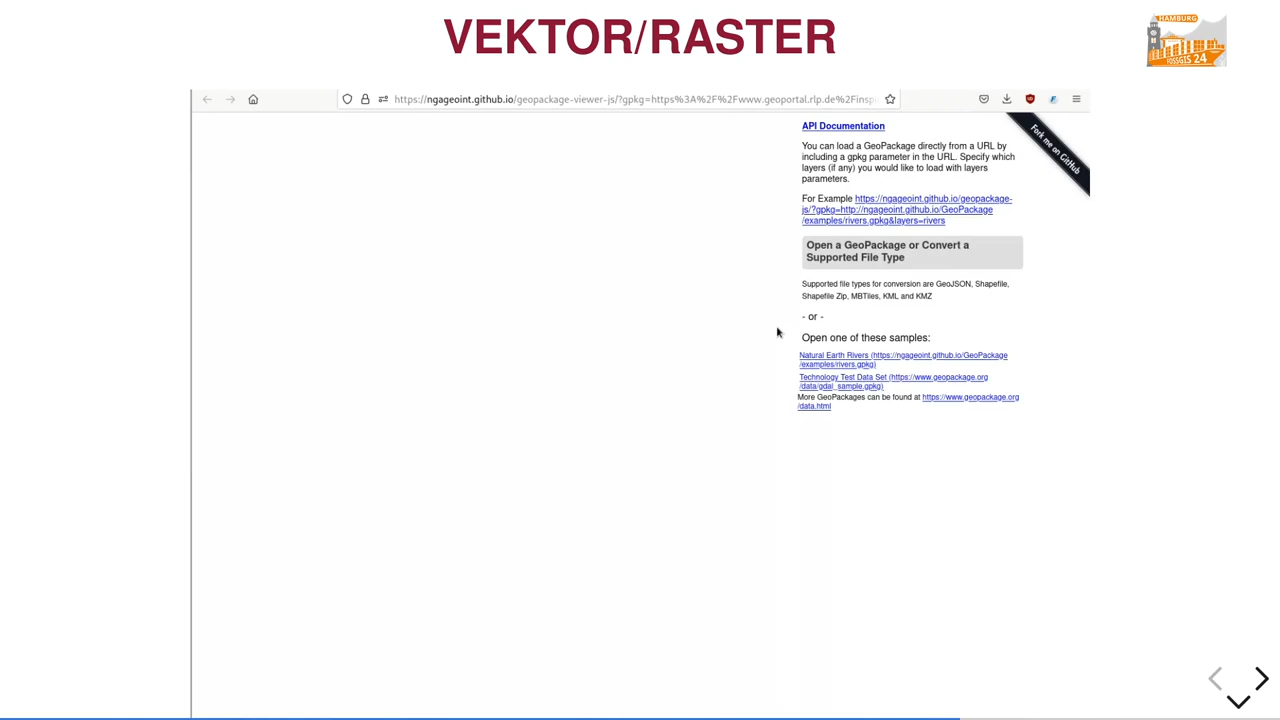 VEKTOR/RASTER
HAMBURG
FOSSGIS 24
https://ngageoint.github.io/geopackage-viewer-js/?gpkg=https%3A%2F%2Fwww.geoportal.rlp.de%2Finsp
Fork me on GitHub
API Documentation
You can load a GeoPackage directly from a URL by
including a gpkg parameter in the URL. Specify which
layers (if any) you would like to load with layers
parameters.
For Example https://ngageoint.github.io/geopackage-
js/?gpkg=http://ngageoint.github.io/GeoPackage
/examples/rivers.gpkg&layers=rivers
Open a GeoPackage or Convert a
Supported File Type
Supported file types for conversion are GeoJSON, Shapefile,
Shapefile Zip, MBTiles, KML and KMZ
- or -
Open one of these samples:
Natural Earth Rivers (https://ngageoint.github.io/GeoPackage
/examples/rivers.gpkg)
Technology Test Data Set (https://www.geopackage.org
/data/gdal_sample.gpkg)
More GeoPackages can be found at https://www.geopackage.org
/data.html